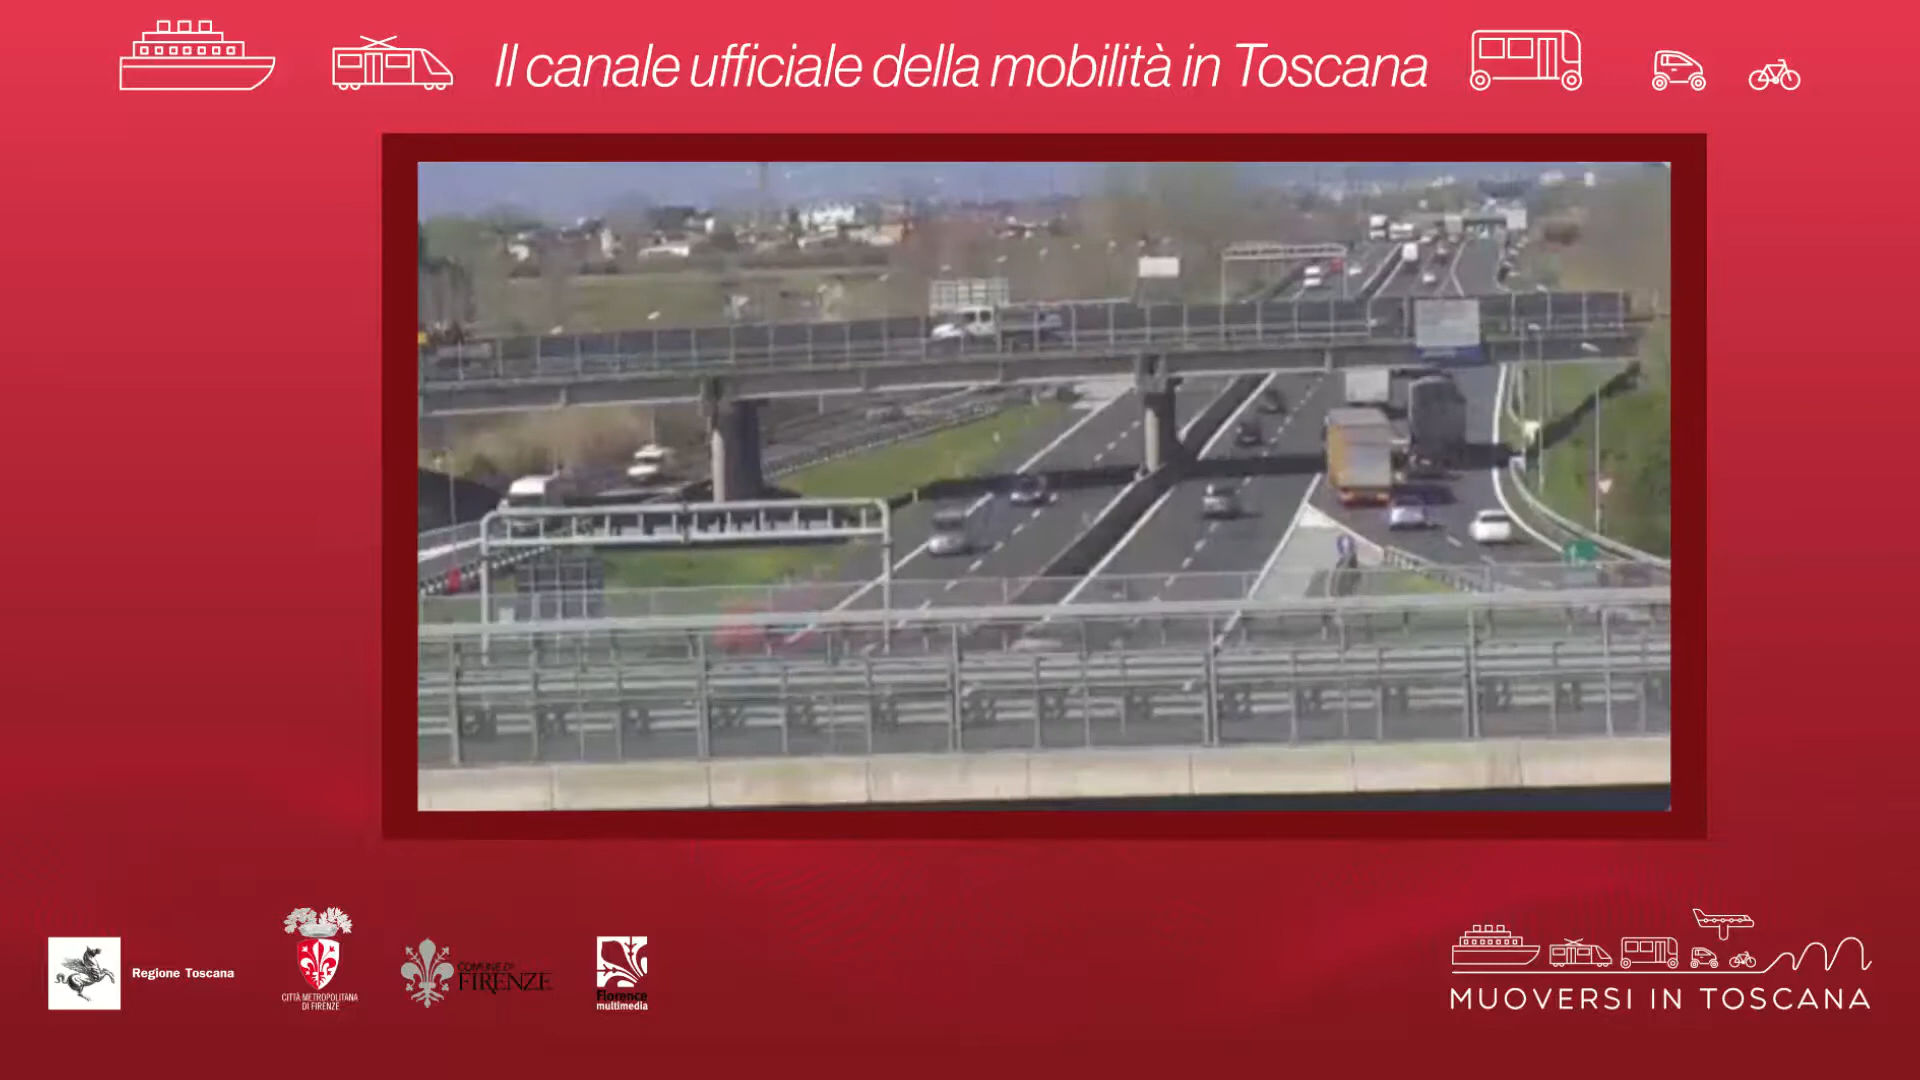 Il canale ufficiale della mobilità in Toscana
Regione Toscana
CITTÀ METROPOLITANA
DI FIRENZE
COMUNE DI
FIRENZE
Florence
multimedia
MUOVERSI IN TOSCANA